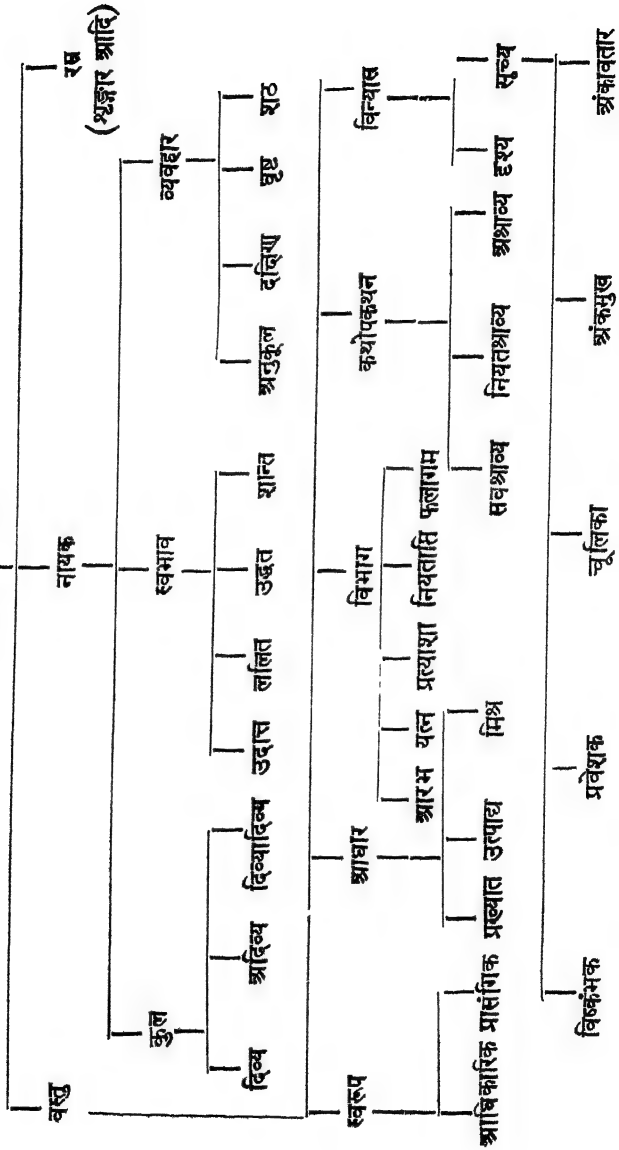 वस्तु नायक रस
(श्रृङ्गार आदि)
कुल स्वभाव व्यवहार
दिव्य अदिव्य दिव्यादिव्य उदात्त ललित उद्धत शान्त अनुकूल दक्षिण धृष्ट शठ
स्वरूप आधार विभाग कथोपकथन विन्यास
आरंभ यत्न प्रत्याशा नियताप्ति फलागम
आधिकारिक प्रासंगिक प्रख्यात उत्पाद्य मिश्र
सर्वश्राव्य नियतश्राव्य अश्राव्य दृश्य सूच्य
विष्कंभक प्रवेशक चूलिका अंकमुख अंकावतार